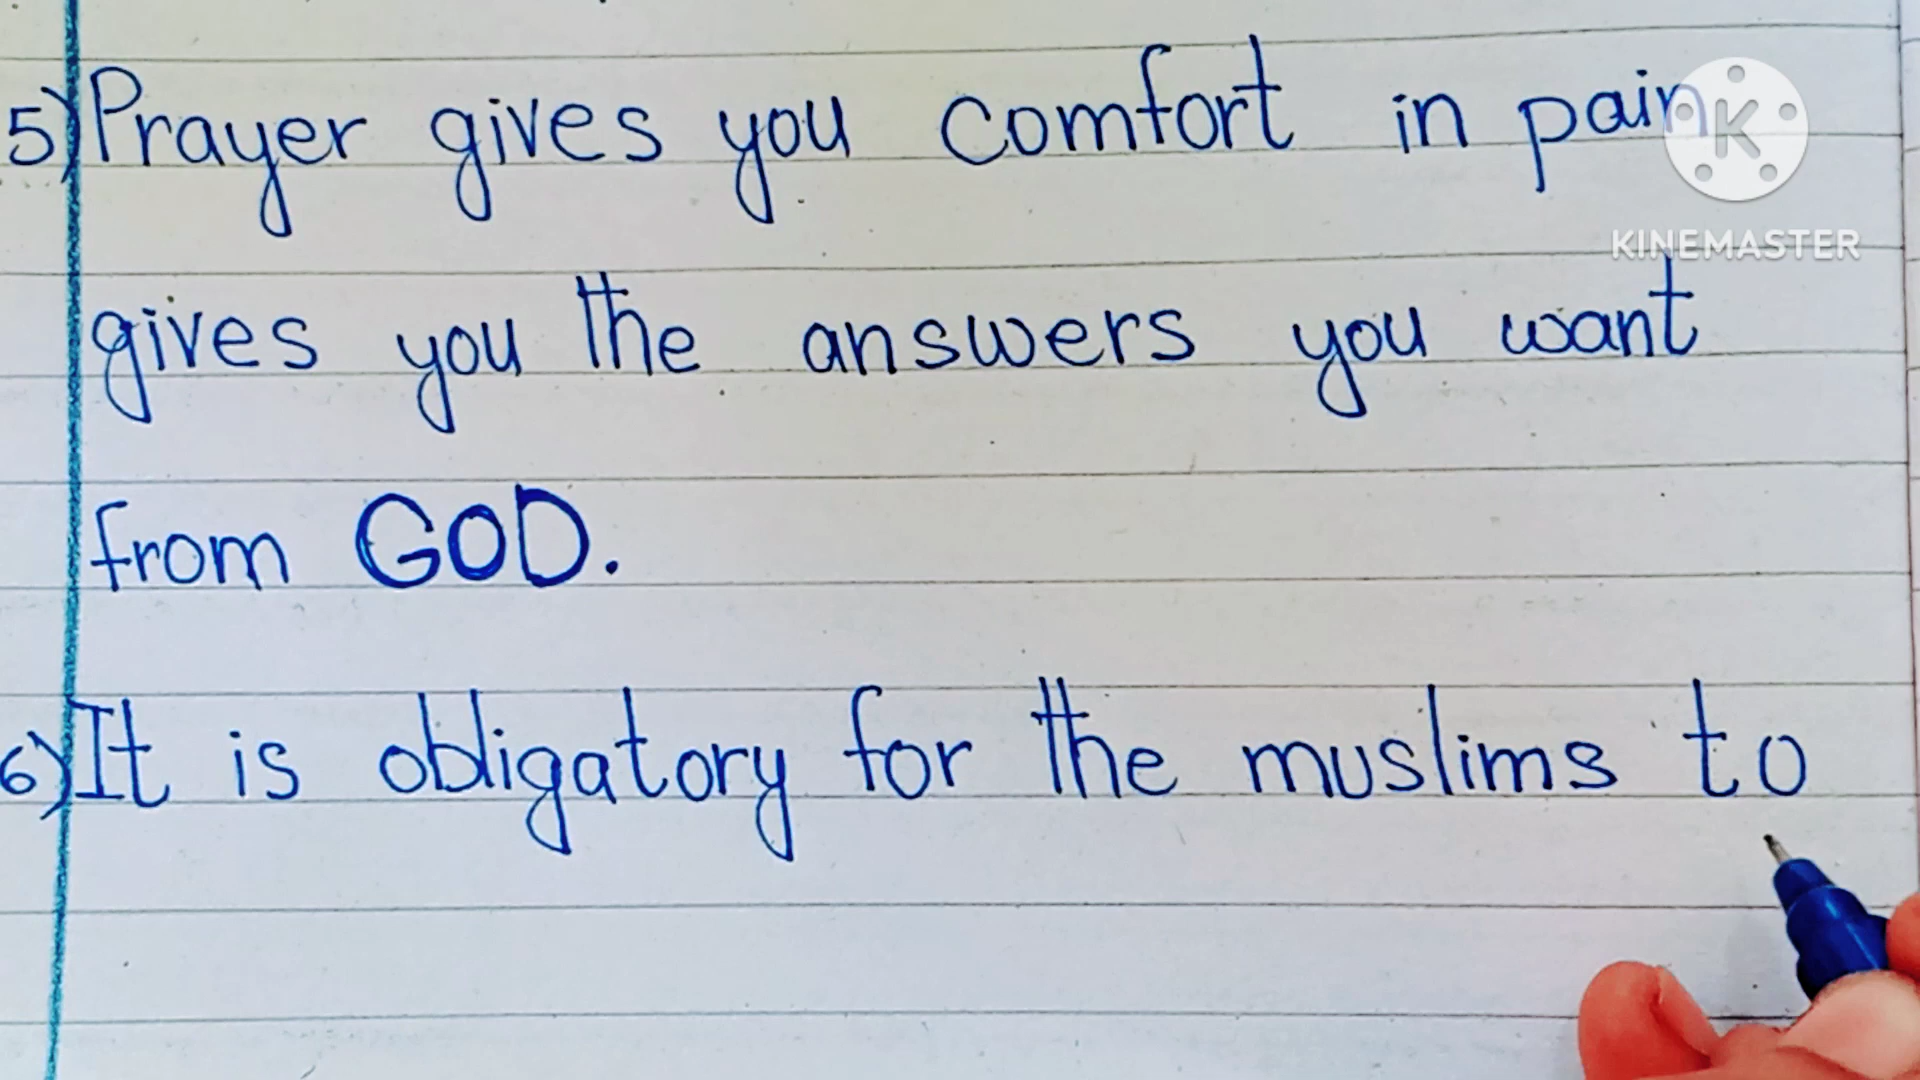 5) Prayer gives you comfort in pain
gives you the answers you want
from GOD.
6) It is obligatory for the muslims to
K
KINEMASTER